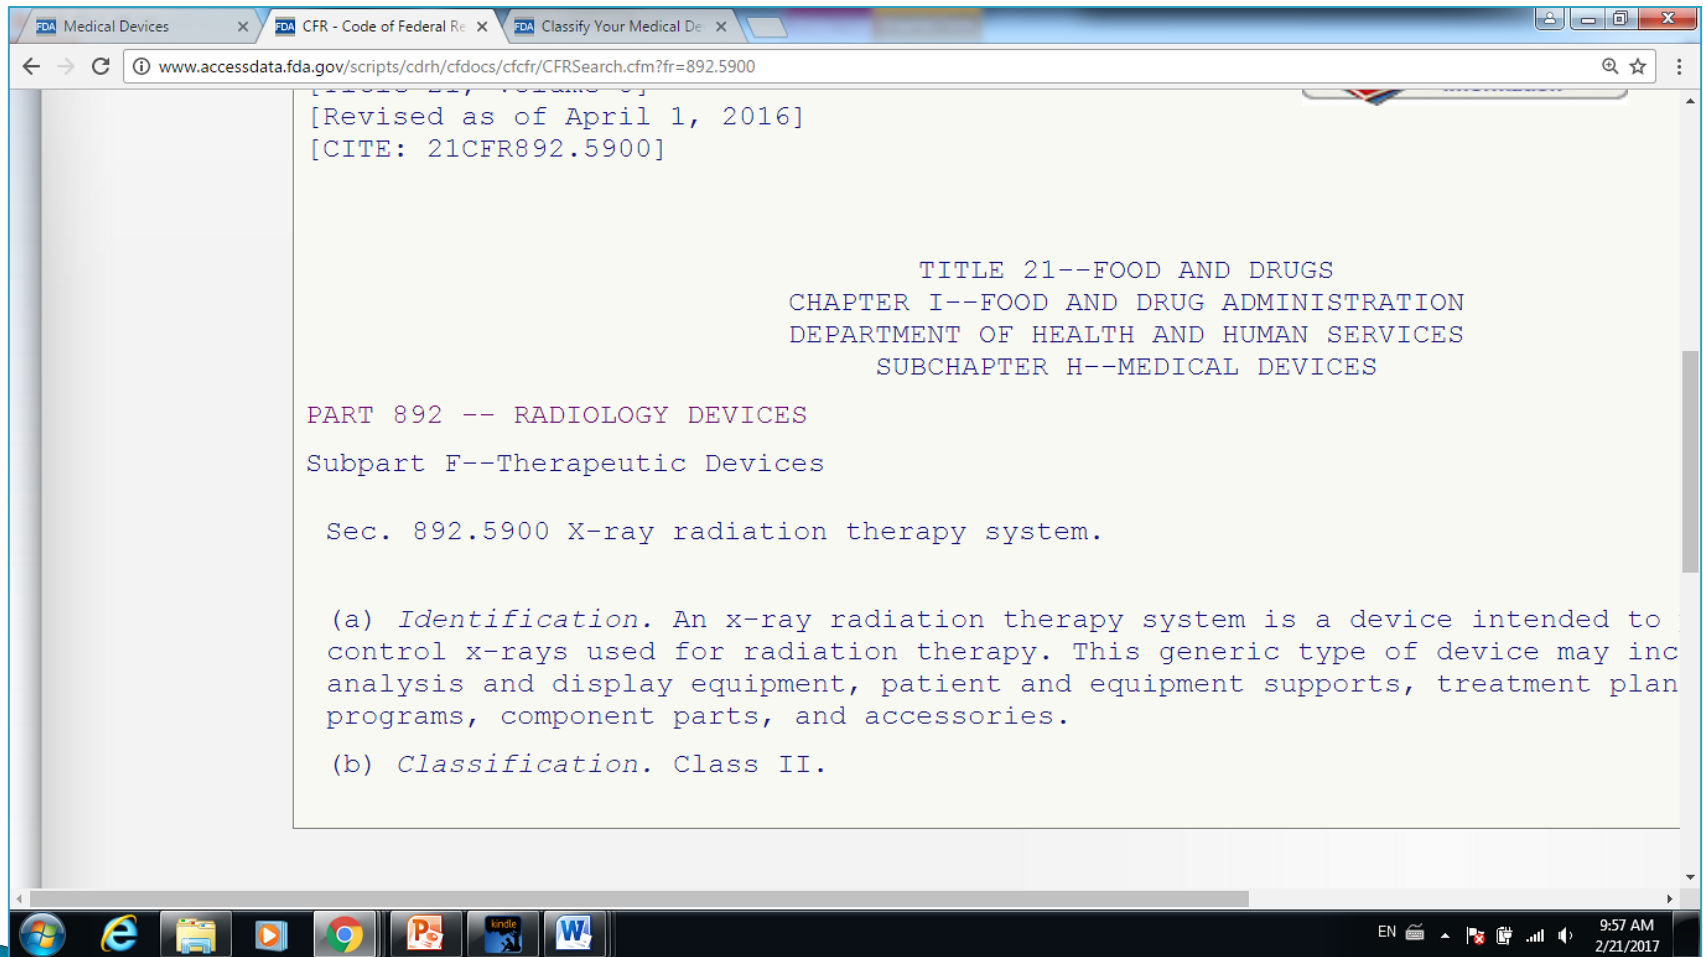 FDA Medical Devices
FDA CFR - Code of Federal Re
FDA Classify Your Medical De
www.accessdata.fda.gov/scripts/cdrh/cfdocs/cfcfr/CFRSearch.cfm?fr=892.5900
[Revised as of April 1, 2016]
[CITE: 21CFR892.5900]
TITLE 21--FOOD AND DRUGS
CHAPTER I--FOOD AND DRUG ADMINISTRATION
DEPARTMENT OF HEALTH AND HUMAN SERVICES
SUBCHAPTER H--MEDICAL DEVICES
PART 892 -- RADIOLOGY DEVICES
Subpart F--Therapeutic Devices
Sec. 892.5900 X-ray radiation therapy system.
(a) Identification. An x-ray radiation therapy system is a device intended to
control x-rays used for radiation therapy. This generic type of device may inc
analysis and display equipment, patient and equipment supports, treatment plan
programs, component parts, and accessories.
(b) Classification. Class II.
kindle
EN
9:57 AM
2/21/2017